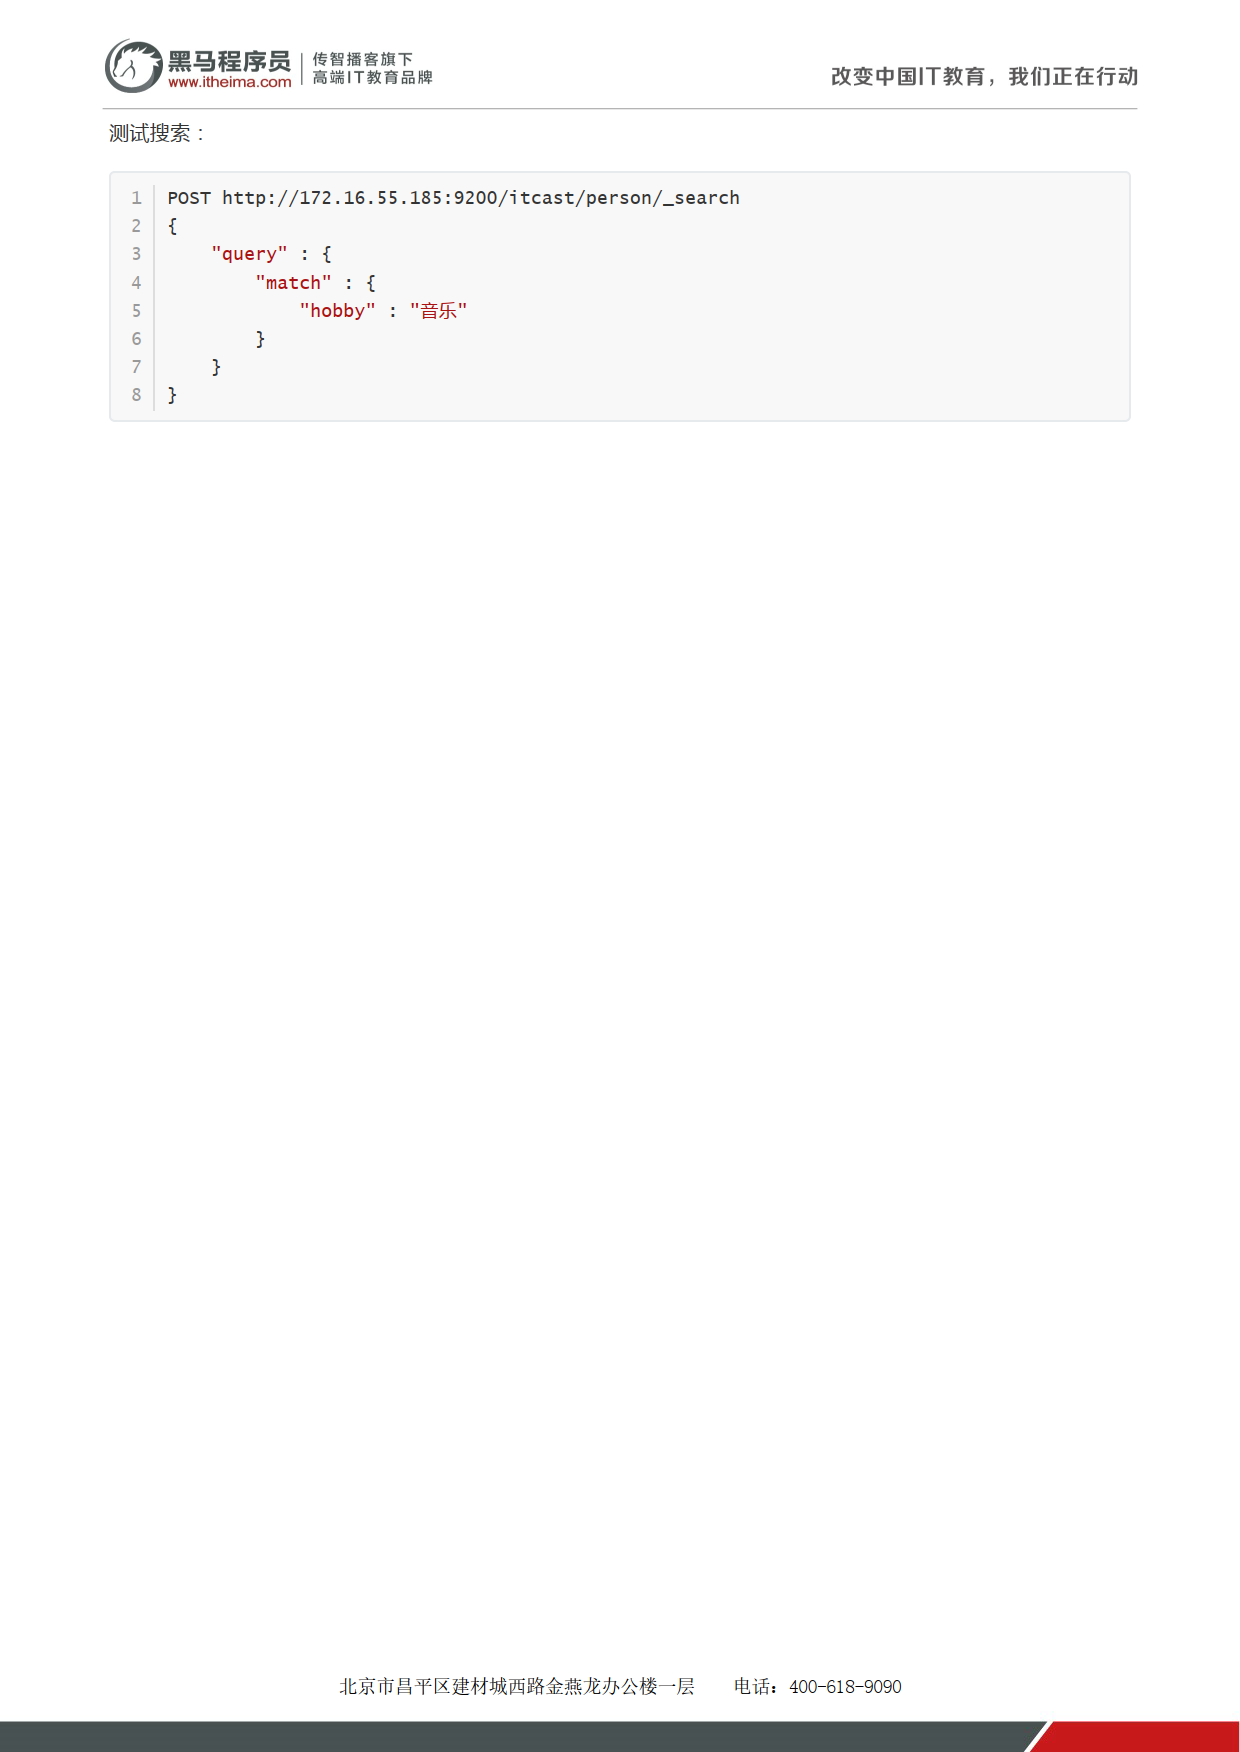 黑马程序员
www.itheima.com
传智播客旗下
高端IT教育品牌
改变中国IT教育，我们正在行动
测试搜索：
1 POST http://172.16.55.185:9200/itcast/person/_search
2 {
3     "query" : {
4         "match" : {
5             "hobby" : "音乐"
6         }
7     }
8 }
北京市昌平区建材城西路金燕龙办公楼一层    电话：400-618-9090